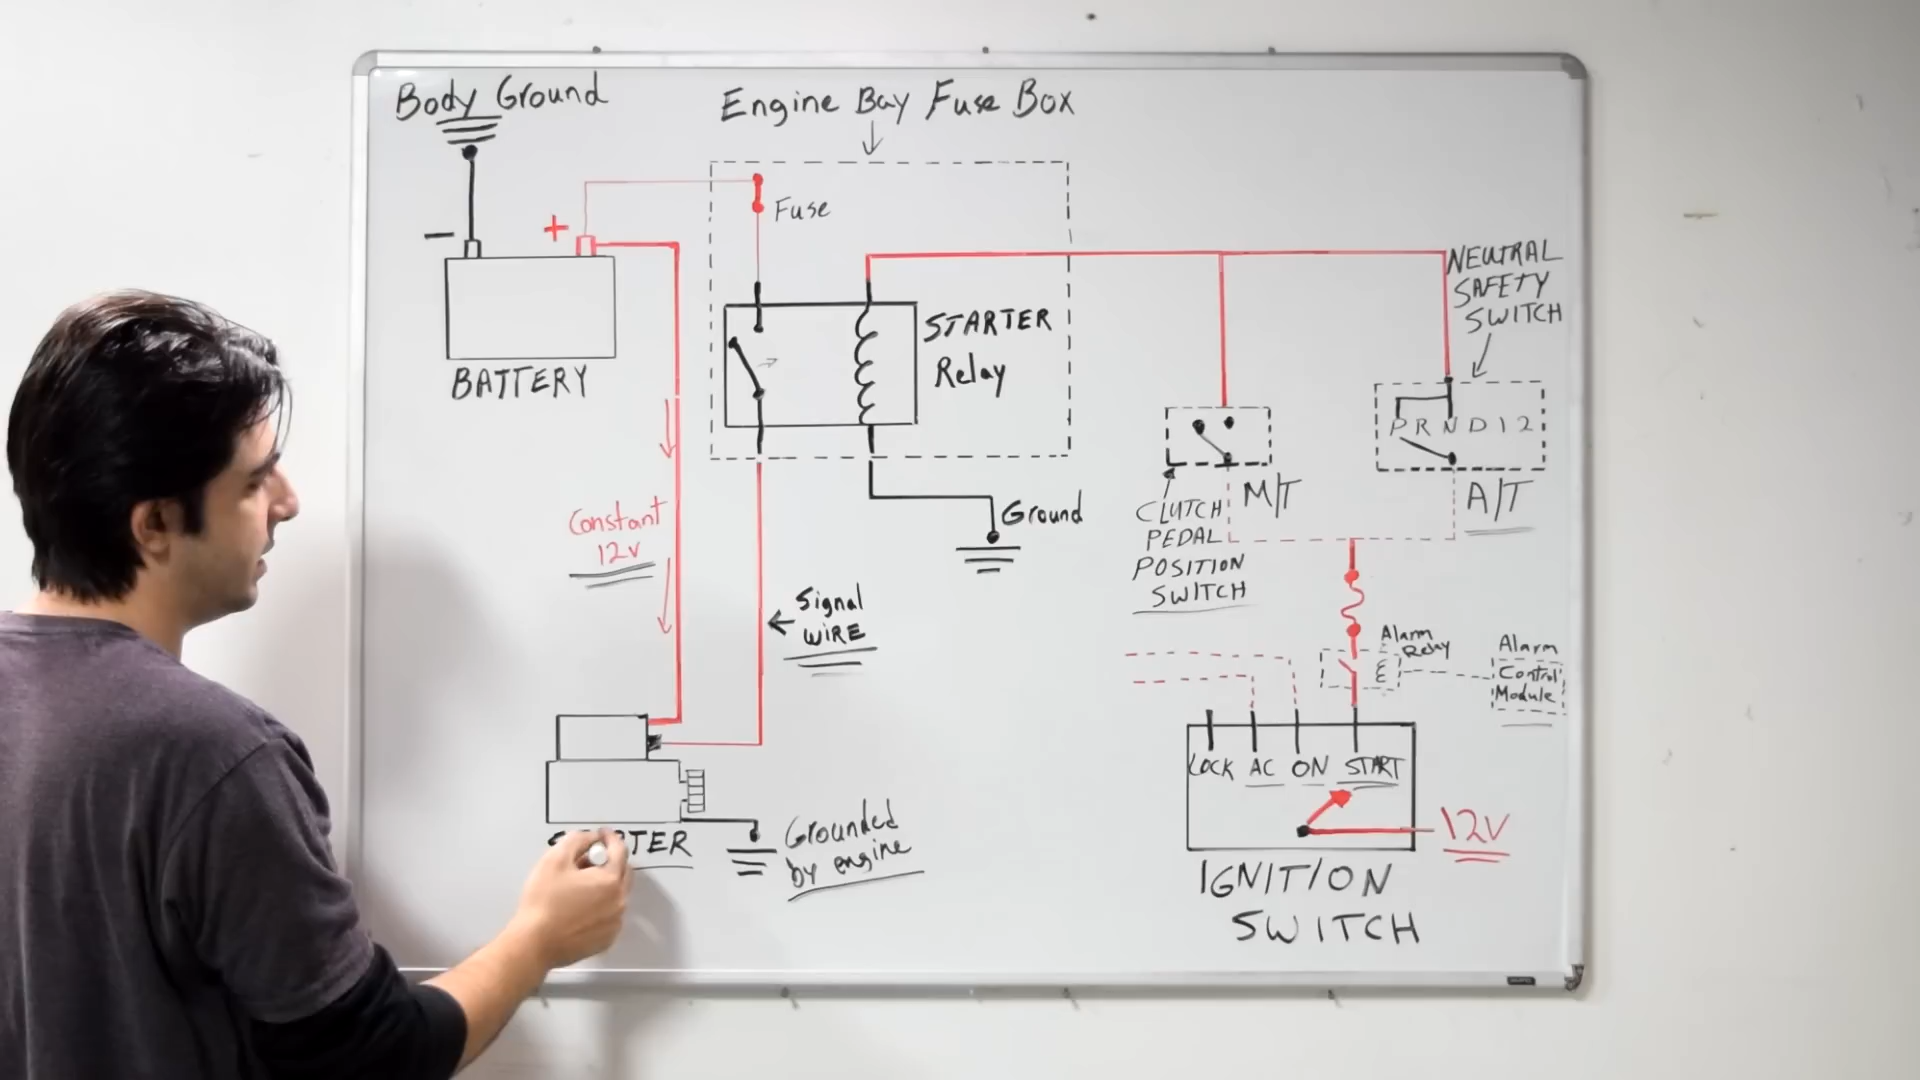 Body Ground
Engine Bay Fuse Box
Fuse
+
−
BATTERY
STARTER
Relay
NEUTRAL
SAFETY
SWITCH
P R N D 1 2
M/T
A/T
CLUTCH
PEDAL
POSITION
SWITCH
Ground
Constant
12v
Signal
WIRE
Alarm
Relay
Alarm
Control
Module
LOCK AC ON START
12V
IGNITION
SWITCH
Grounded
by engine